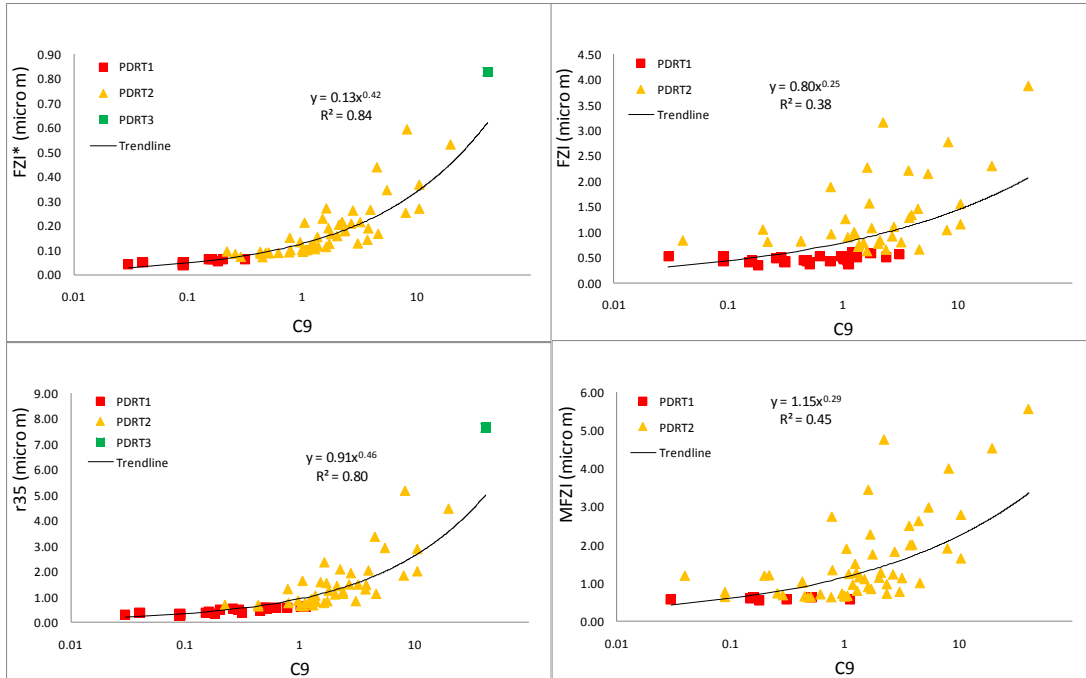 FZI* (micro m)
0.90
0.80
0.70
0.60
0.50
0.40
0.30
0.20
0.10
0.00
PDRT1
PDRT2
PDRT3
Trendline
y = 0.13x^0.42
R² = 0.84
0.01 0.1 1 10
C9
FZI (micro m)
4.50
4.00
3.50
3.00
2.50
2.00
1.50
1.00
0.50
0.00
PDRT1
PDRT2
Trendline
y = 0.80x^0.25
R² = 0.38
0.01 0.1 1 10
C9
r35 (micro m)
9.00
8.00
7.00
6.00
5.00
4.00
3.00
2.00
1.00
0.00
PDRT1
PDRT2
PDRT3
Trendline
y = 0.91x^0.46
R² = 0.80
0.01 0.1 1 10
C9
MFZI (micro m)
6.00
5.00
4.00
3.00
2.00
1.00
0.00
PDRT1
PDRT2
Trendline
y = 1.15x^0.29
R² = 0.45
0.01 0.1 1 10
C9